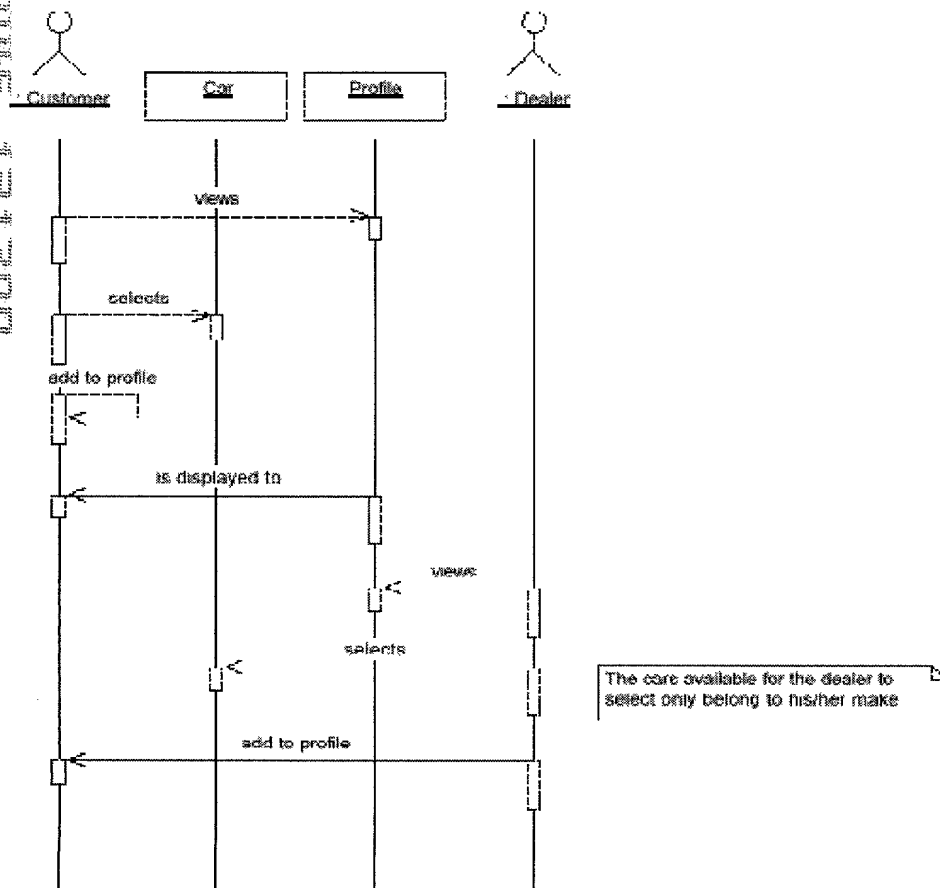 : Customer
Car
Profile
: Dealer
views
selects
add to profile
is displayed to
views
selects
The cars available for the dealer to
select only belong to his/her make
add to profile